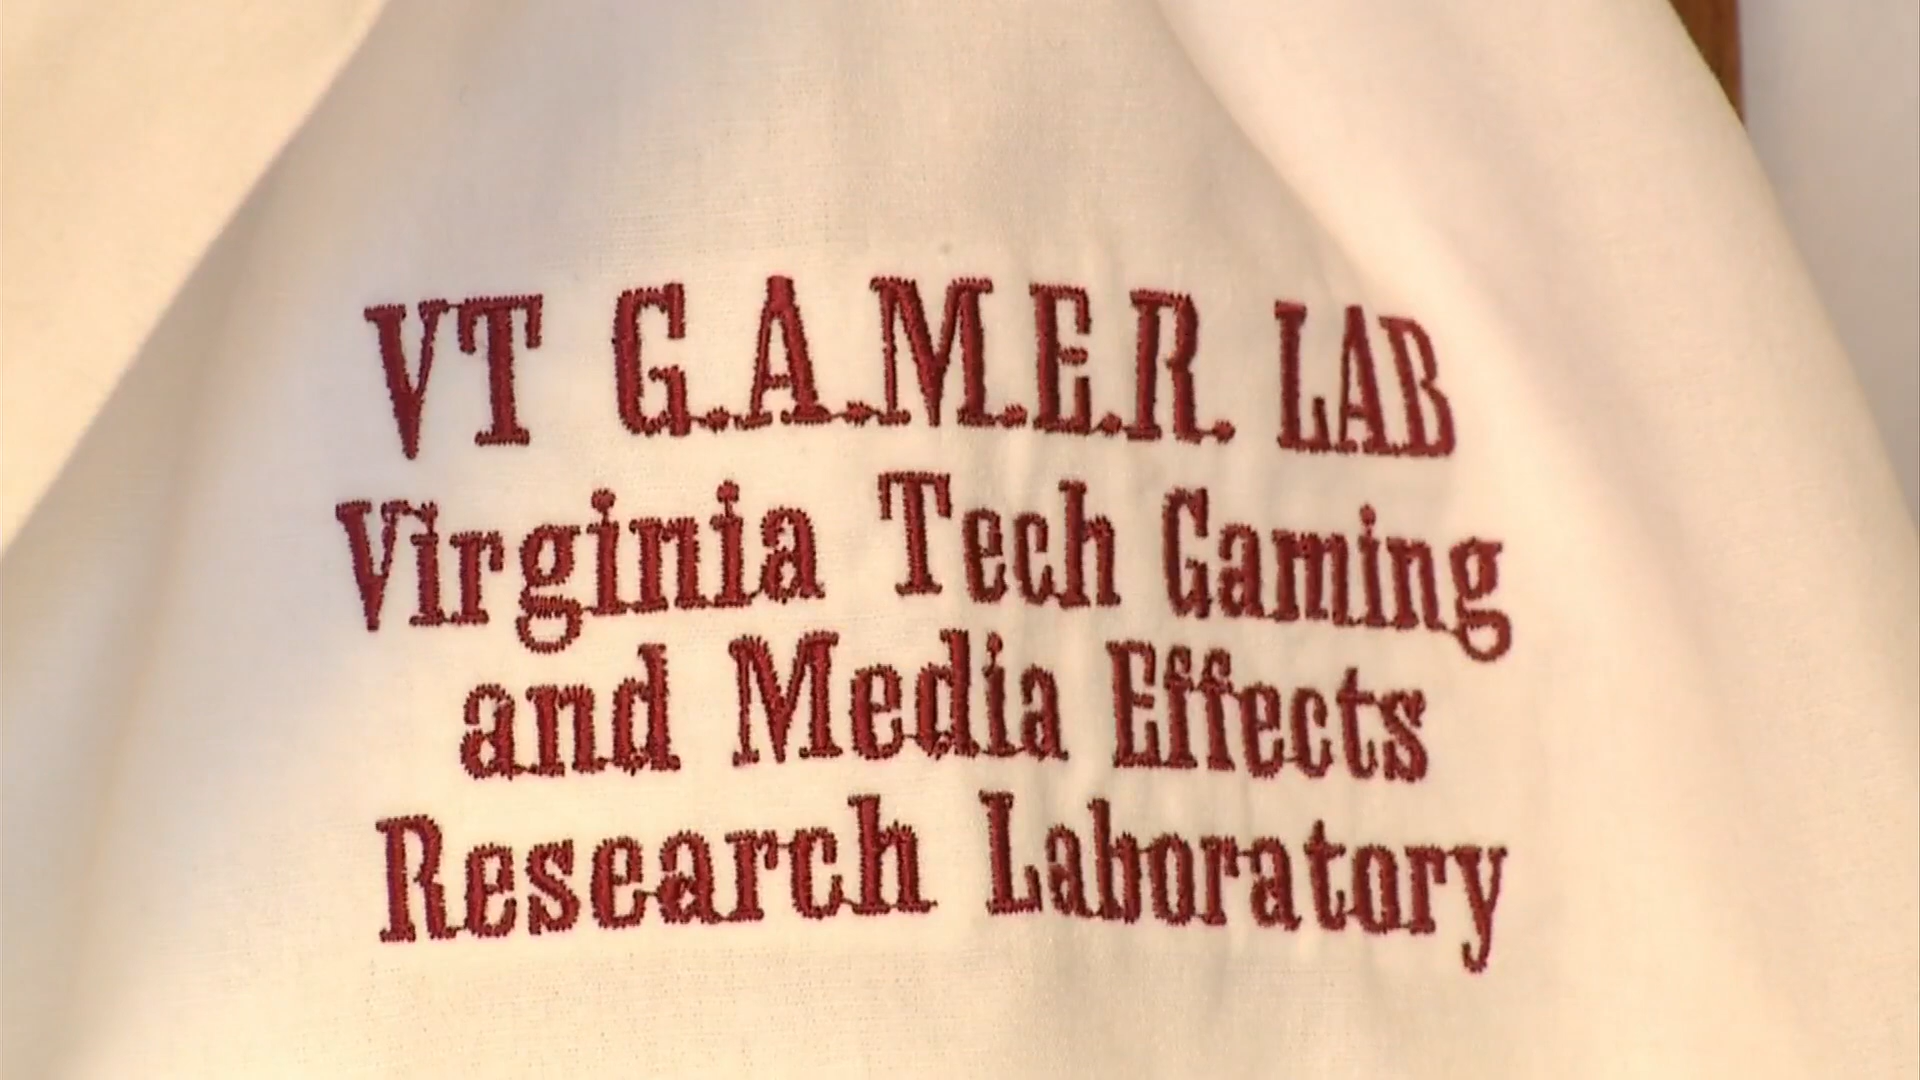 VT G.A.M.E.R. LAB
Virginia Tech Gaming
and Media Effects
Research Laboratory